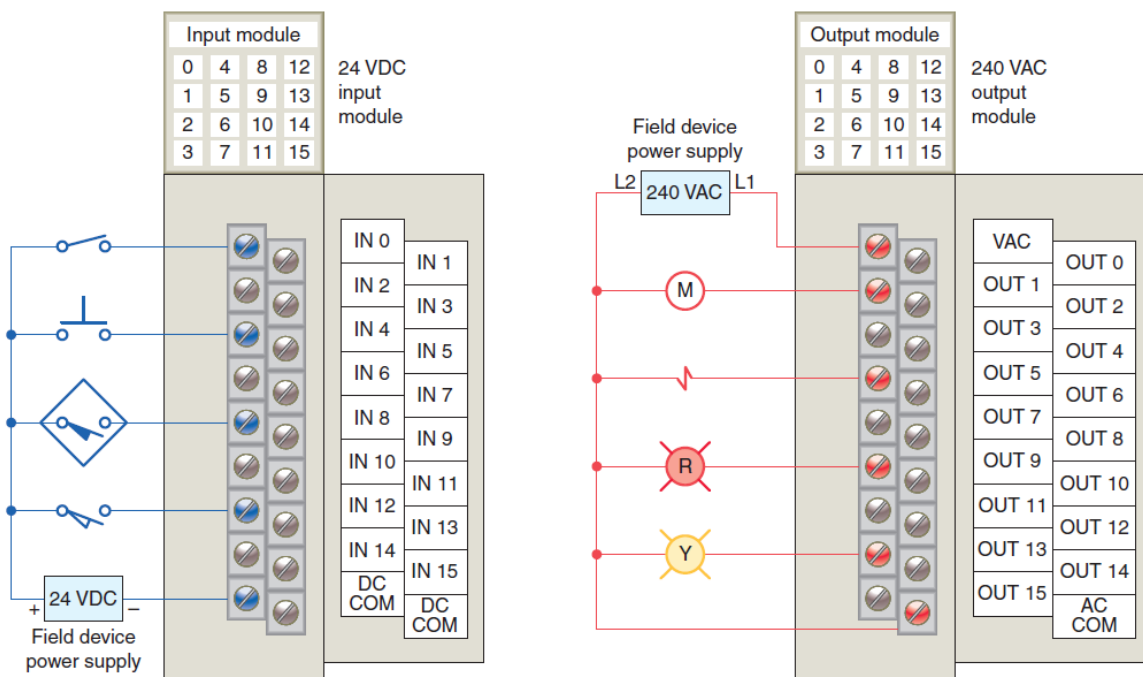 Input module
0 4 8 12
1 5 9 13
2 6 10 14
3 7 11 15
24 VDC
input
module
IN 0
IN 1
IN 2
IN 3
IN 4
IN 5
IN 6
IN 7
IN 8
IN 9
IN 10
IN 11
IN 12
IN 13
IN 14
IN 15
DC
COM
DC
COM
+ 24 VDC −
Field device
power supply
Output module
0 4 8 12
1 5 9 13
2 6 10 14
3 7 11 15
240 VAC
output
module
Field device
power supply
L2 240 VAC L1
M
R
Y
VAC
OUT 0
OUT 1
OUT 2
OUT 3
OUT 4
OUT 5
OUT 6
OUT 7
OUT 8
OUT 9
OUT 10
OUT 11
OUT 12
OUT 13
OUT 14
OUT 15
AC
COM